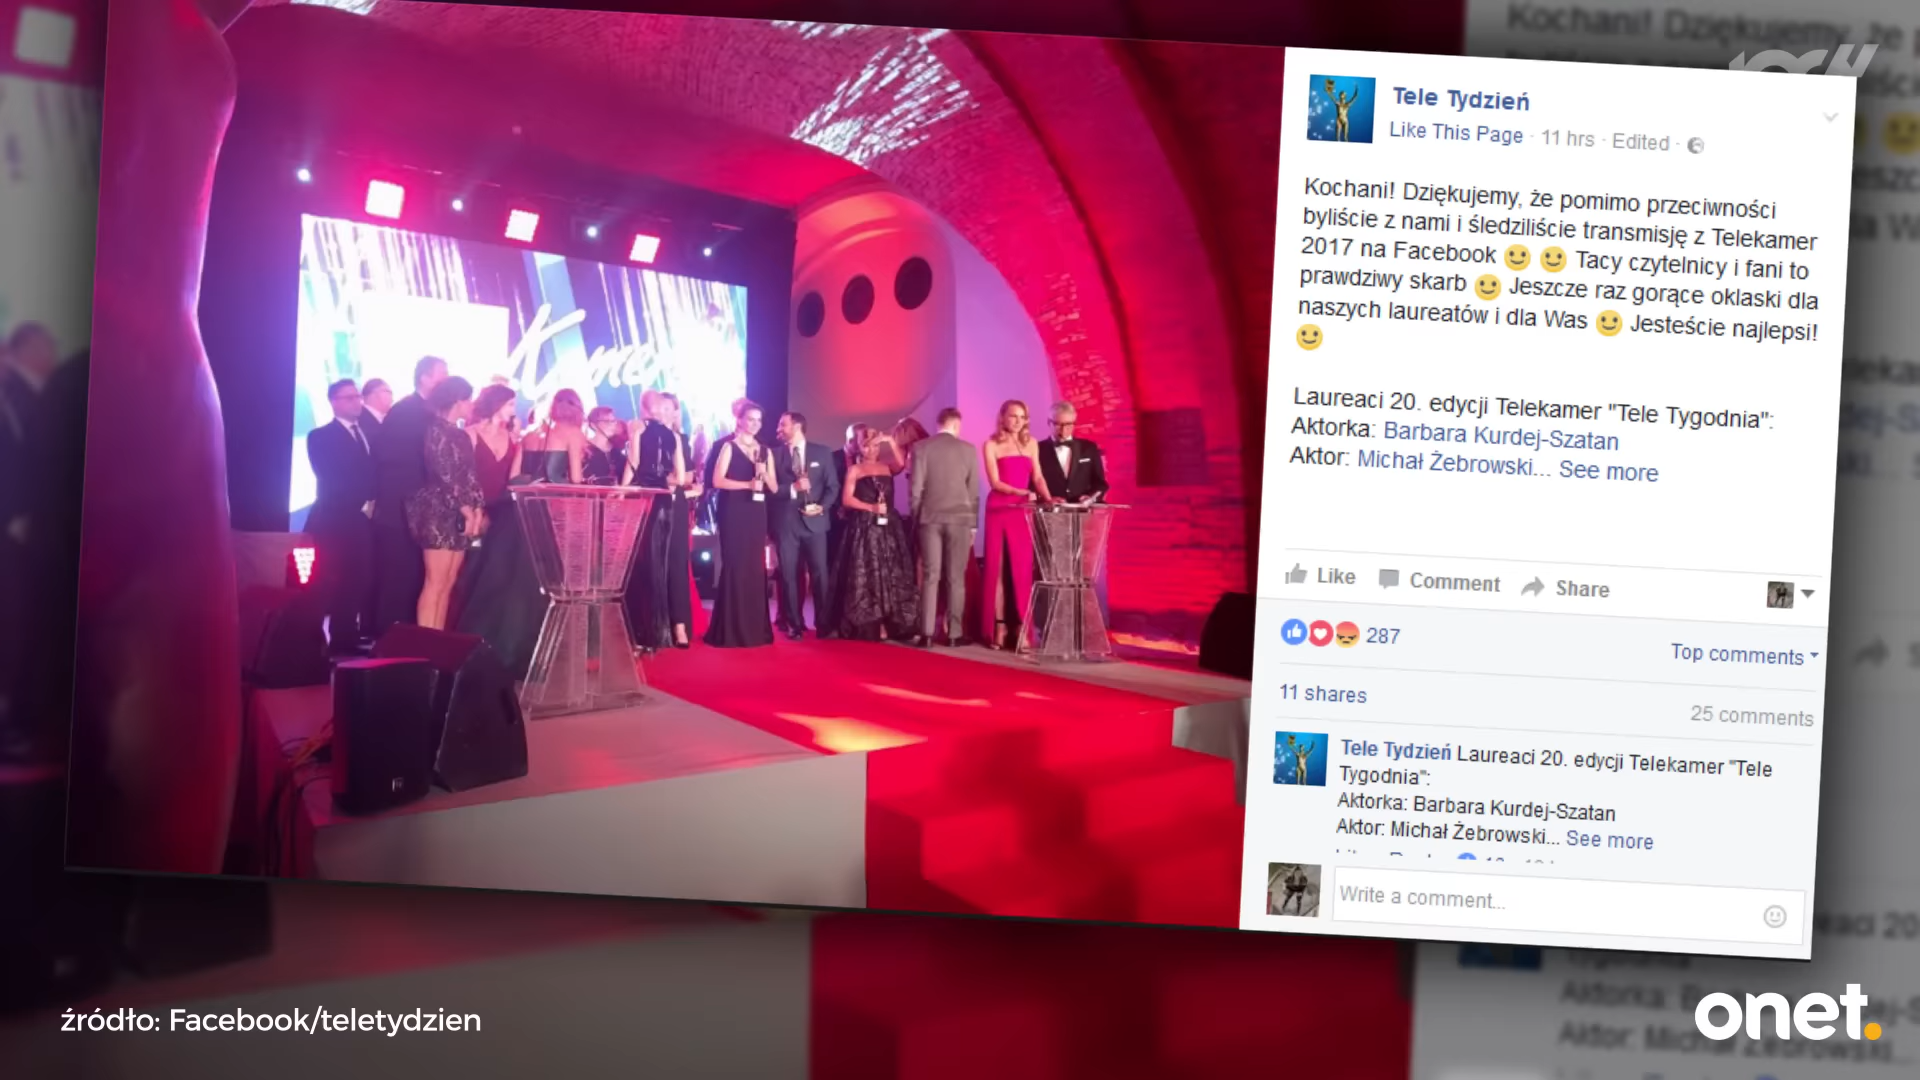 Tele Tydzień
Like This Page · 11 hrs · Edited ·
Kochani! Dziękujemy, że pomimo przeciwności
byliście z nami i śledziliście transmisję z Telekamer
2017 na Facebook 🙂 🙂 Tacy czytelnicy i fani to
prawdziwy skarb 🙂 Jeszcze raz gorące oklaski dla
naszych laureatów i dla Was 🙂 Jesteście najlepsi!
🙂
Laureaci 20. edycji Telekamer "Tele Tygodnia":
Aktorka: Barbara Kurdej-Szatan
Aktor: Michał Żebrowski... See more
Like Comment Share
287
Top comments
11 shares
25 comments
Tele Tydzień Laureaci 20. edycji Telekamer "Tele
Tygodnia":
Aktorka: Barbara Kurdej-Szatan
Aktor: Michał Żebrowski... See more
Write a comment...
źródło: Facebook/teletydzien
onet.